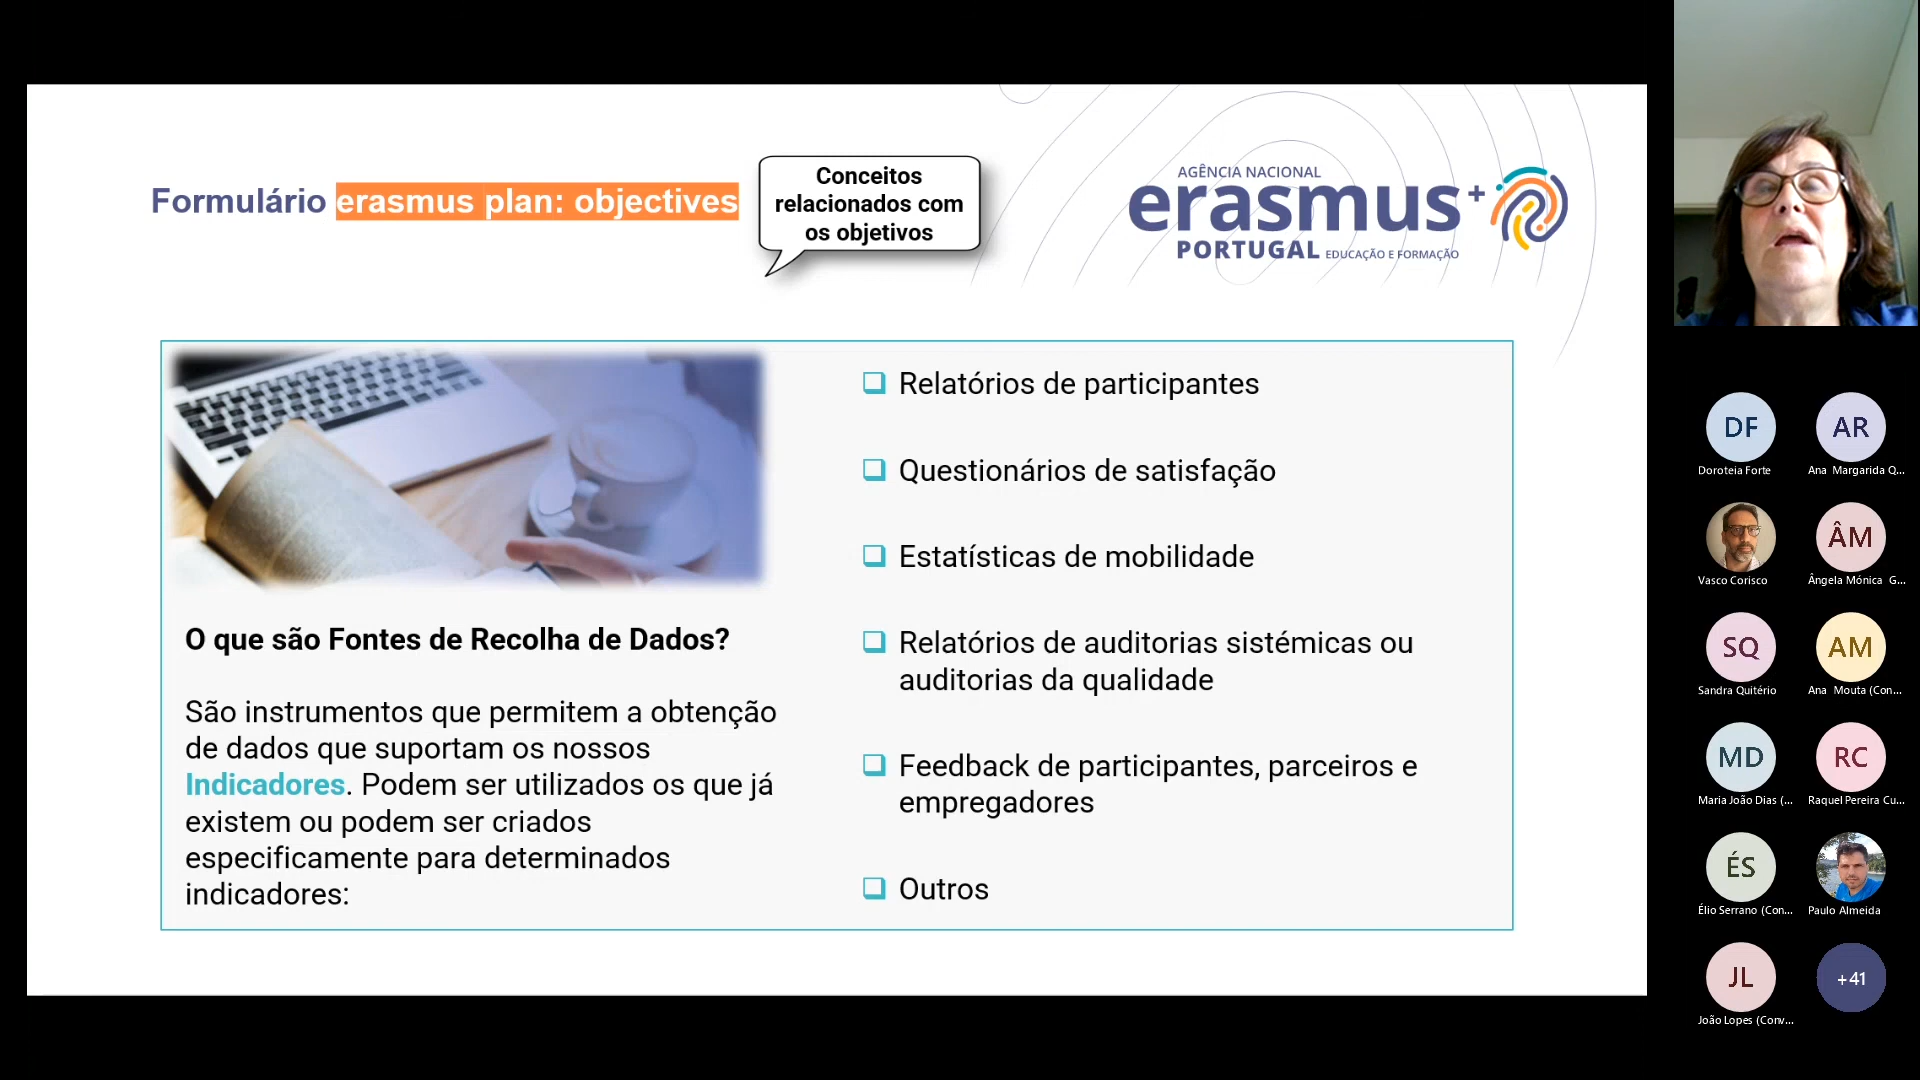 Formulário erasmus plan: objectives
Conceitos
relacionados com
os objetivos
AGÊNCIA NACIONAL
erasmus+
PORTUGAL EDUCAÇÃO E FORMAÇÃO
O que são Fontes de Recolha de Dados?
São instrumentos que permitem a obtenção
de dados que suportam os nossos
Indicadores. Podem ser utilizados os que já
existem ou podem ser criados
especificamente para determinados
indicadores:
❑ Relatórios de participantes
❑ Questionários de satisfação
❑ Estatísticas de mobilidade
❑ Relatórios de auditorias sistémicas ou
auditorias da qualidade
❑ Feedback de participantes, parceiros e
empregadores
❑ Outros
DF
Doroteia Forte
AR
Ana Margarida Q...
Vasco Corisco
ÂM
Ângela Mónica G...
SQ
Sandra Quitério
AM
Ana Mouta (Con...
MD
Maria João Dias (...
RC
Raquel Pereira Cu...
ÉS
Élio Serrano (Con...
Paulo Almeida
JL
João Lopes (Conv...
+41